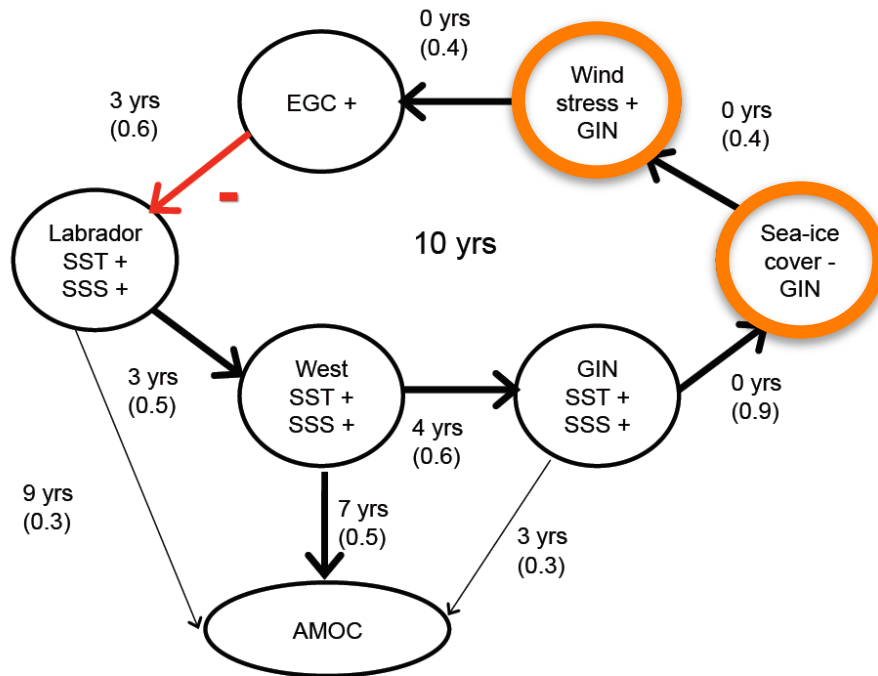 0 yrs
(0.4)
EGC +
Wind
stress +
GIN
3 yrs
(0.6)
-
0 yrs
(0.4)
Labrador
SST +
SSS +
10 yrs
Sea-ice
cover -
GIN
3 yrs
(0.5)
West
SST +
SSS +
4 yrs
(0.6)
GIN
SST +
SSS +
0 yrs
(0.9)
9 yrs
(0.3)
7 yrs
(0.5)
3 yrs
(0.3)
AMOC